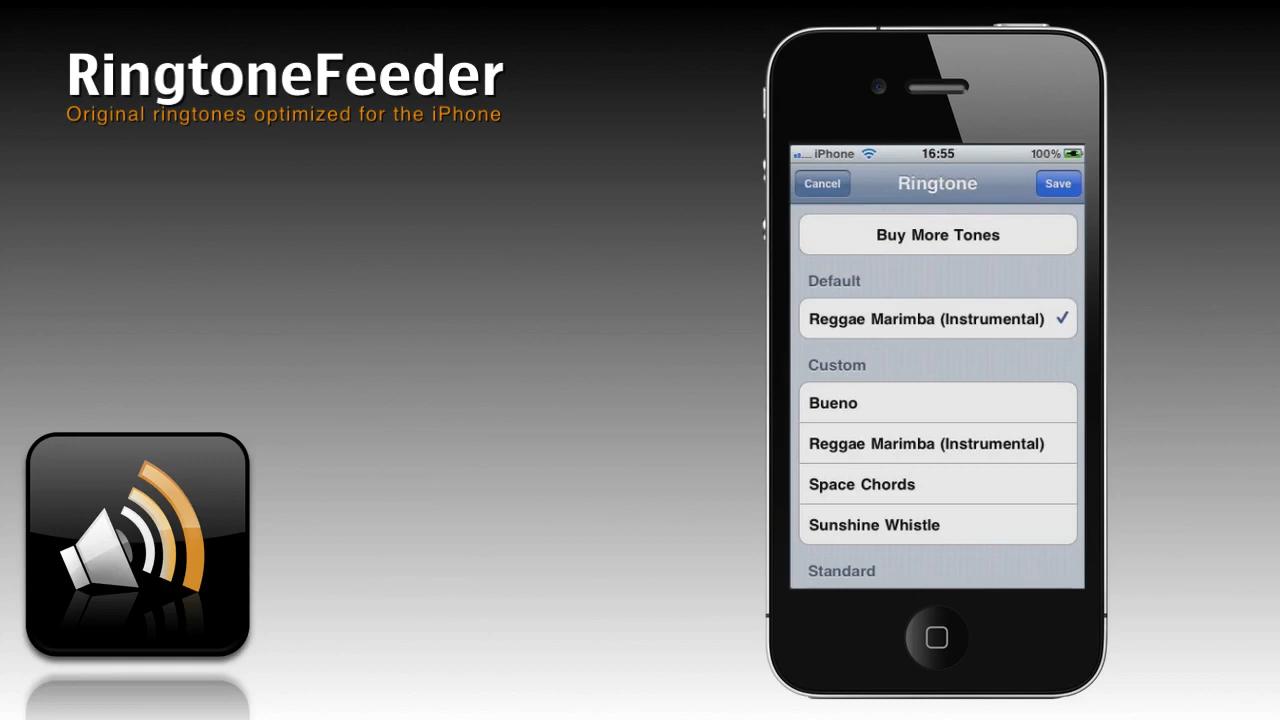 RingtoneFeeder
Original ringtones optimized for the iPhone
iPhone 16:55 100%
Cancel Ringtone Save
Buy More Tones
Default
Reggae Marimba (Instrumental)
Custom
Bueno
Reggae Marimba (Instrumental)
Space Chords
Sunshine Whistle
Standard